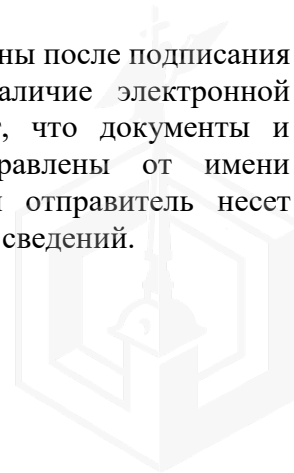 ны после подписания
аличие электронной
, что документы и
равлены от имени
отправитель несет
сведений.